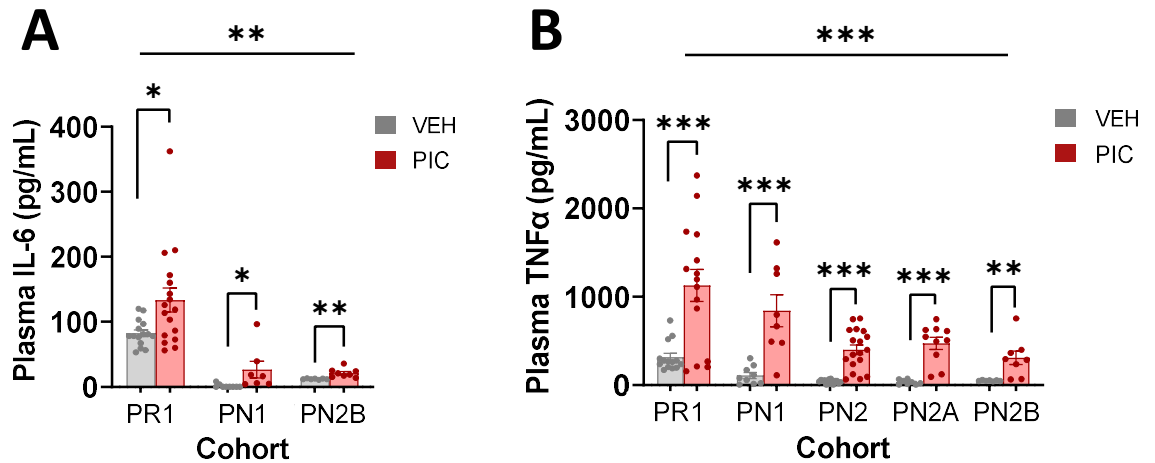 A
**
*
*
**
400
300
200
100
0
Plasma IL-6 (pg/mL)
PR1 PN1 PN2B
Cohort
VEH
PIC
B
***
***
***
***
***
**
3000
2000
1000
0
Plasma TNFα (pg/mL)
PR1 PN1 PN2 PN2A PN2B
Cohort
VEH
PIC